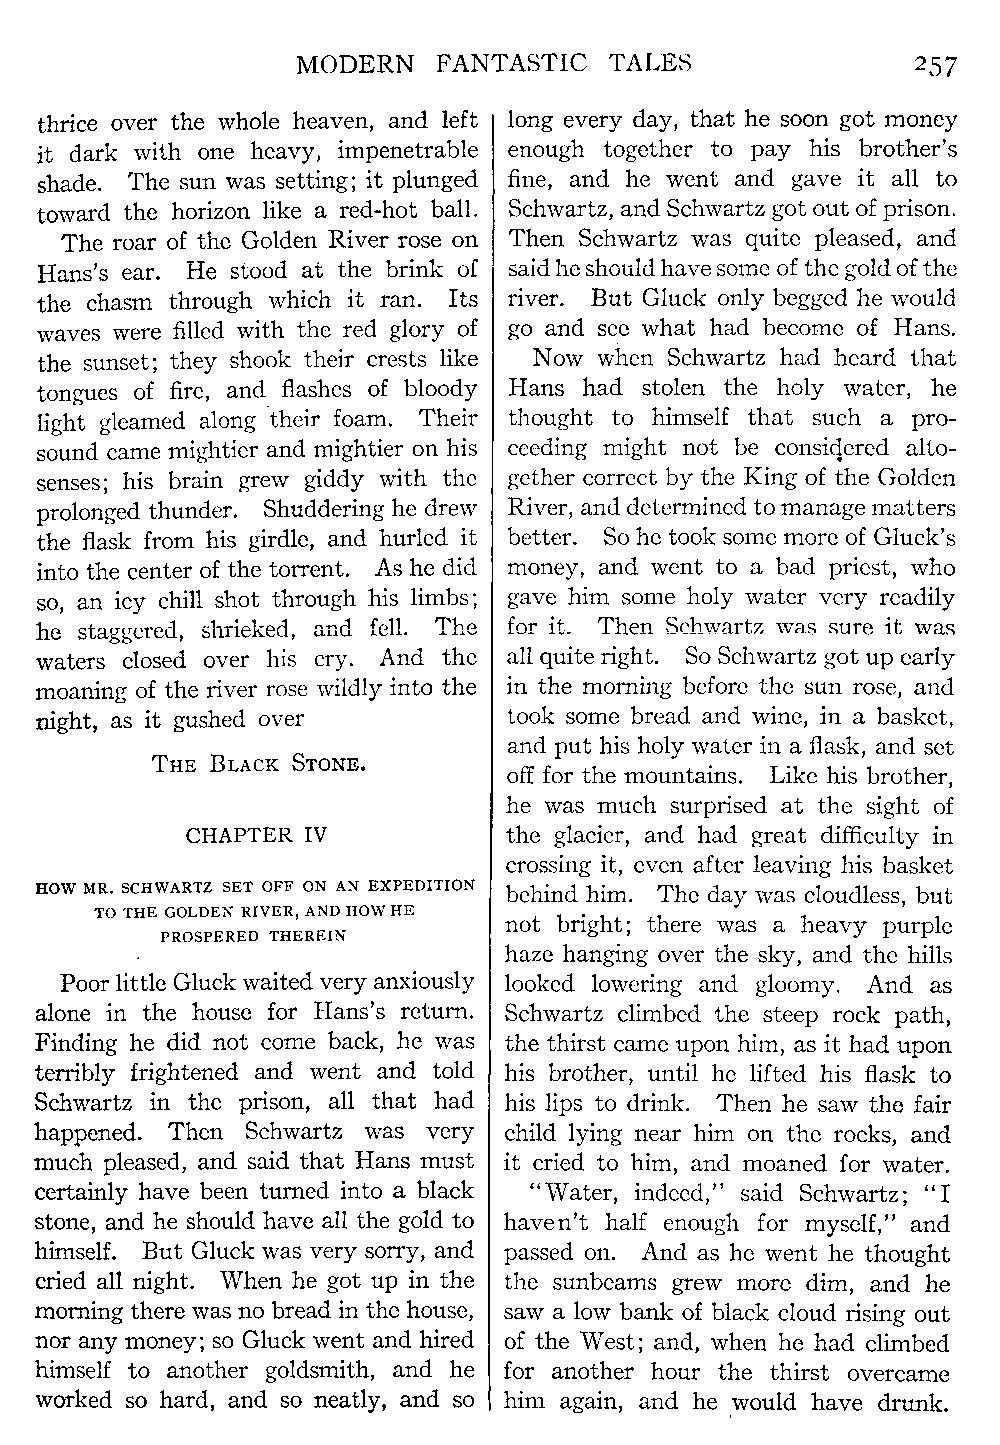 MODERN FANTASTIC TALES 257
thrice over the whole heaven, and left
it dark with one heavy, impenetrable
shade. The sun was setting; it plunged
toward the horizon like a red-hot ball.
The roar of the Golden River rose on
Hans's ear. He stood at the brink of
the chasm through which it ran. Its
waves were filled with the red glory of
the sunset; they shook their crests like
tongues of fire, and flashes of bloody
light gleamed along their foam. Their
sound came mightier and mightier on his
senses; his brain grew giddy with the
prolonged thunder. Shuddering he drew
the flask from his girdle, and hurled it
into the center of the torrent. As he did
so, an icy chill shot through his limbs;
he staggered, shrieked, and fell. The
waters closed over his cry. And the
moaning of the river rose wildly into the
night, as it gushed over
THE BLACK STONE.
CHAPTER IV
HOW MR. SCHWARTZ SET OFF ON AN EXPEDITION
TO THE GOLDEN RIVER, AND HOW HE
PROSPERED THEREIN
Poor little Gluck waited very anxiously
alone in the house for Hans's return.
Finding he did not come back, he was
terribly frightened and went and told
Schwartz in the prison, all that had
happened. Then Schwartz was very
much pleased, and said that Hans must
certainly have been turned into a black
stone, and he should have all the gold to
himself. But Gluck was very sorry, and
cried all night. When he got up in the
morning there was no bread in the house,
nor any money; so Gluck went and hired
himself to another goldsmith, and he
worked so hard, and so neatly, and so
long every day, that he soon got money
enough together to pay his brother's
fine, and he went and gave it all to
Schwartz, and Schwartz got out of prison.
Then Schwartz was quite pleased, and
said he should have some of the gold of the
river. But Gluck only begged he would
go and see what had become of Hans.
Now when Schwartz had heard that
Hans had stolen the holy water, he
thought to himself that such a pro-
ceeding might not be considered alto-
gether correct by the King of the Golden
River, and determined to manage matters
better. So he took some more of Gluck's
money, and went to a bad priest, who
gave him some holy water very readily
for it. Then Schwartz was sure it was
all quite right. So Schwartz got up early
in the morning before the sun rose, and
took some bread and wine, in a basket,
and put his holy water in a flask, and set
off for the mountains. Like his brother,
he was much surprised at the sight of
the glacier, and had great difficulty in
crossing it, even after leaving his basket
behind him. The day was cloudless, but
not bright; there was a heavy purple
haze hanging over the sky, and the hills
looked lowering and gloomy. And as
Schwartz climbed the steep rock path,
the thirst came upon him, as it had upon
his brother, until he lifted his flask to
his lips to drink. Then he saw the fair
child lying near him on the rocks, and
it cried to him, and moaned for water.
"Water, indeed," said Schwartz; "I
haven't half enough for myself," and
passed on. And as he went he thought
the sunbeams grew more dim, and he
saw a low bank of black cloud rising out
of the West; and, when he had climbed
for another hour the thirst overcame
him again, and he would have drunk.